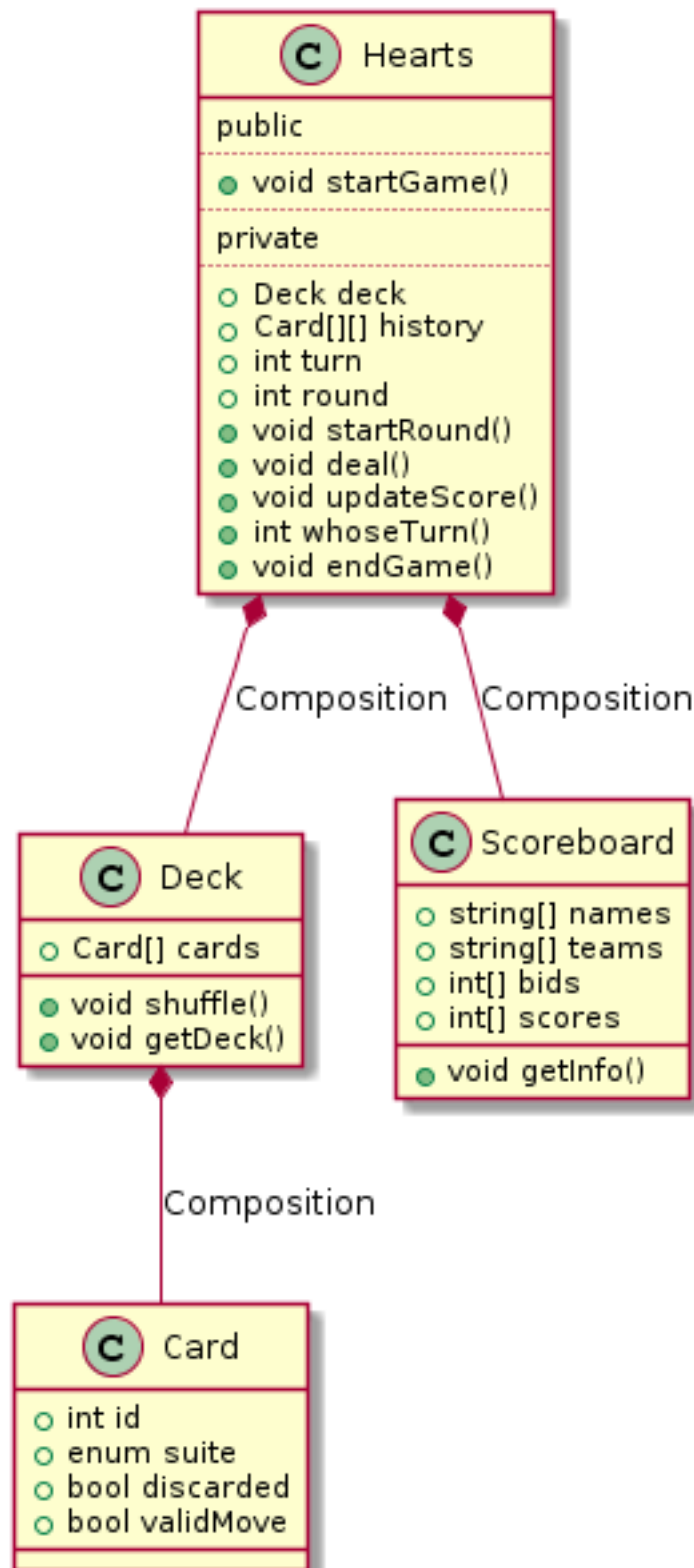 C Hearts
public
void startGame()
private
Deck deck
Card[][] history
int turn
int round
void startRound()
void deal()
void updateScore()
int whoseTurn()
void endGame()
Composition
Composition
C Deck
Card[] cards
void shuffle()
void getDeck()
C Scoreboard
string[] names
string[] teams
int[] bids
int[] scores
void getInfo()
Composition
C Card
int id
enum suite
bool discarded
bool validMove